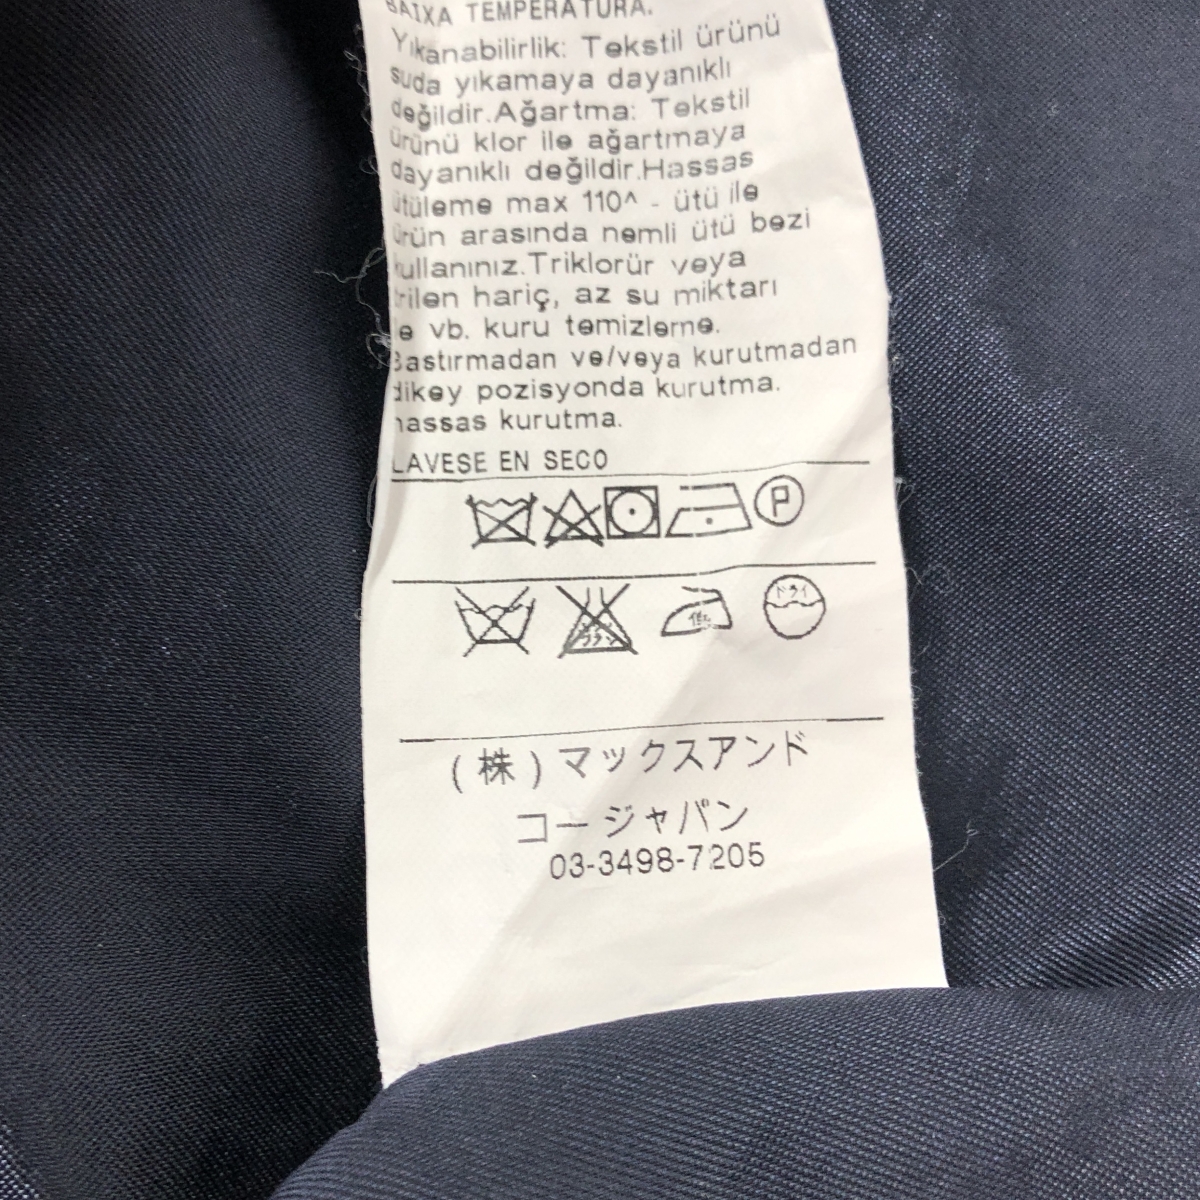 BAIXA TEMPERATURA.
Yıkanabilirlik: Tekstil ürünü
suda yıkamaya dayanıklı
değildir.Ağartma: Tekstil
ürünü klor ile ağartmaya
dayanıklı değildir.Hassas
ütüleme max 110^ - ütü ile
ürün arasında nemli ütü bezi
kullanınız.Triklorür veya
trilen hariç, az su miktarı
le vb. kuru temizleme.
Bastırmadan ve/veya kurutmadan
dikey pozisyonda kurutma.
hassas kurutma.
LAVESE EN SECO
P
低 ドライ
(株)マックスアンド
コージャパン
03-3498-7205